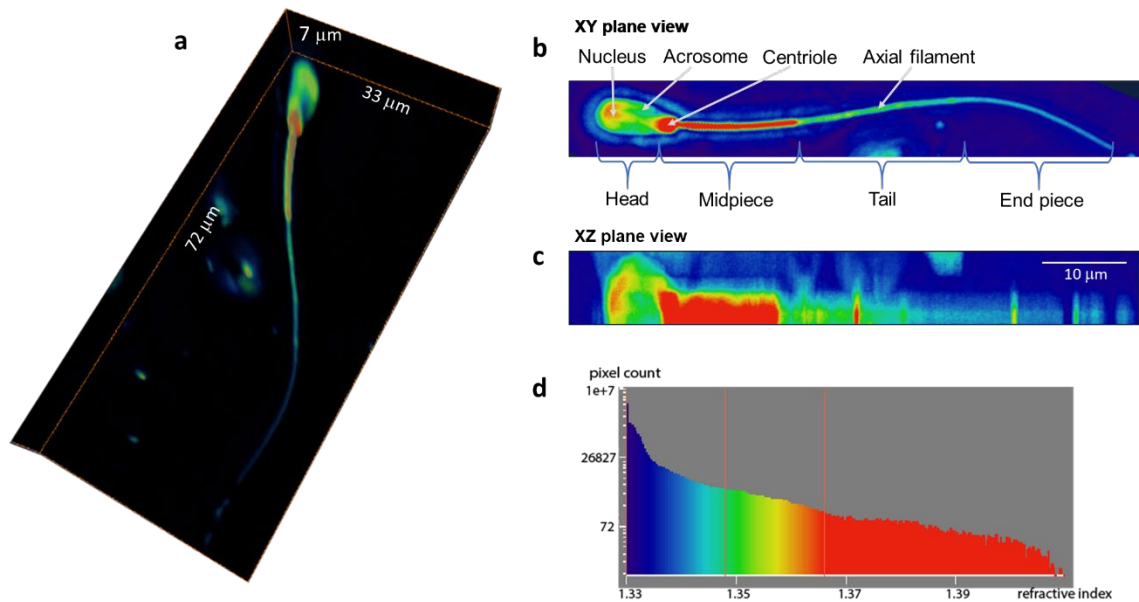 a
7 μm
33 μm
72 μm
b
XY plane view
Nucleus Acrosome Centriole Axial filament
Head Midpiece Tail End piece
XZ plane view
c
10 μm
d
pixel count
1e+7
26827
72
1.33 1.35 1.37 1.39 refractive index